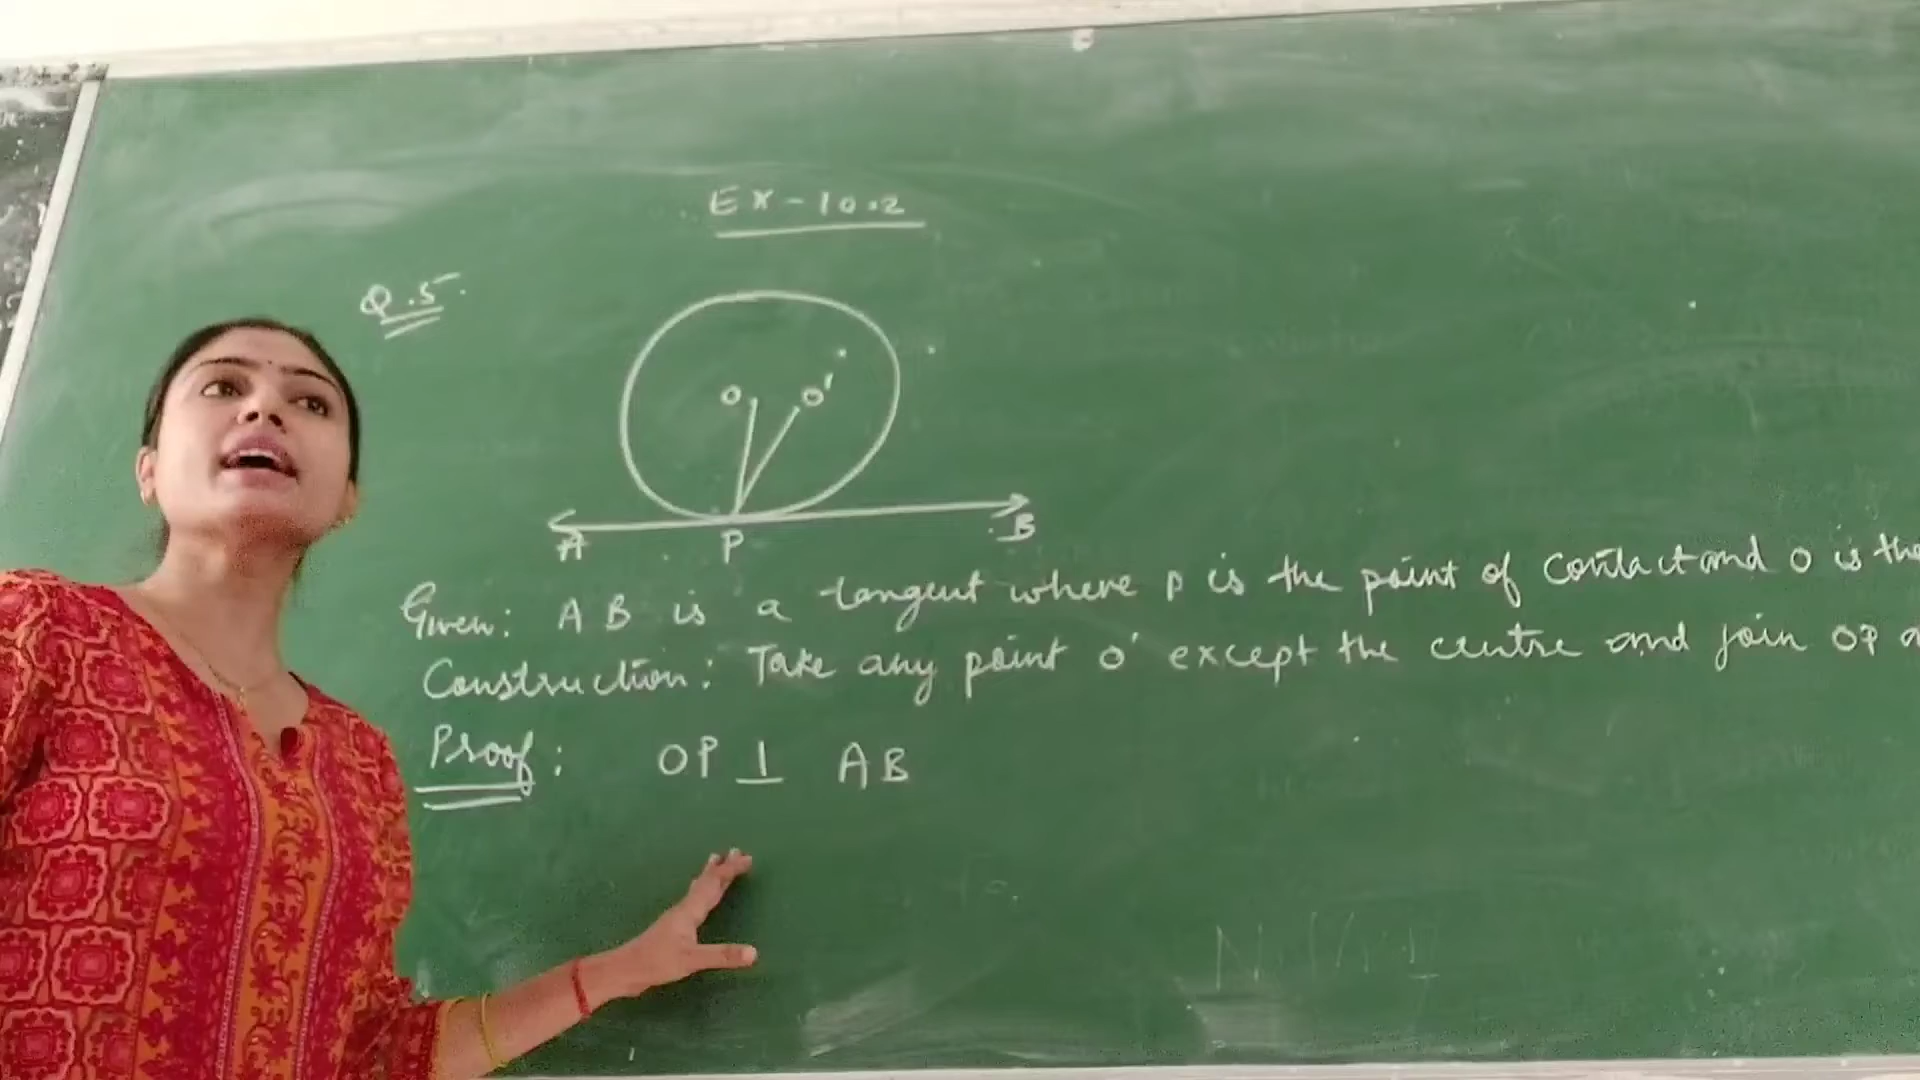 EX-10.2
Q.5.
O O'
A P B
Given: AB is a tangent where P is the point of contact and O is the
Construction: Take any point O' except the centre and join OP
Proof: OP ⊥ AB